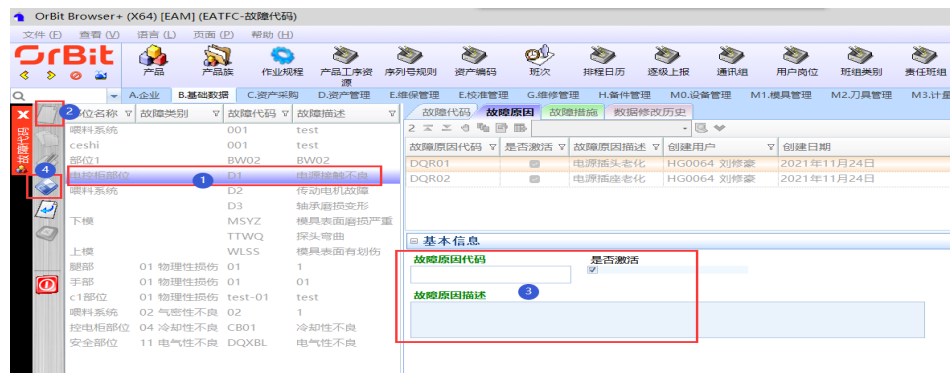 OrBit Browser+ (X64) [EAM] (EATFC-故障代码)
文件 (F) 查看 (V) 语言 (L) 页面 (P) 帮助 (H)
OrBit 产品 产品族 作业规程 产品工序资源 序列号规则 资产编码 班次 排程日历 逐级上报 通讯组 用户岗位 班组类别 责任班组
A.企业 B.基础数据 C.资产采购 D.资产管理 E.维保管理 F.校准管理 G.维修管理 H.备件管理 M0.设备管理 M1.模具管理 M2.刀具管理 M3.计量
故障代码 故障原因 故障措施 数据修改历史
2
2 位名称 故障类别 故障代码 故障描述
喂料系统 001 test
ceshi 001 test
部位1 BW02 BW02
电控柜部位 1 D1 电源接触不良
喂料系统 D2 传动电机故障
D3 轴承磨损变形
下模 MSYZ 模具表面磨损严重
TTWQ 探头弯曲
上模 WLSS 模具表面有划伤
腿部 01 物理性损伤 01 1
手部 01 物理性损伤 01 01
c1部位 01 物理性损伤 test-01 test
喂料系统 02 气密性不良 02 1
控电柜部位 04 冷却性不良 CB01 冷却性不良
安全部位 11 电气性不良 DQXBL 电气性不良
4
故障原因代码 是否激活 故障原因描述 创建用户 创建日期
DQR01 电源插头老化 HG0064 刘修豪 2021年11月24日
DQR02 电源插座老化 HG0064 刘修豪 2021年11月24日
基本信息
故障原因代码 是否激活
3
故障原因描述